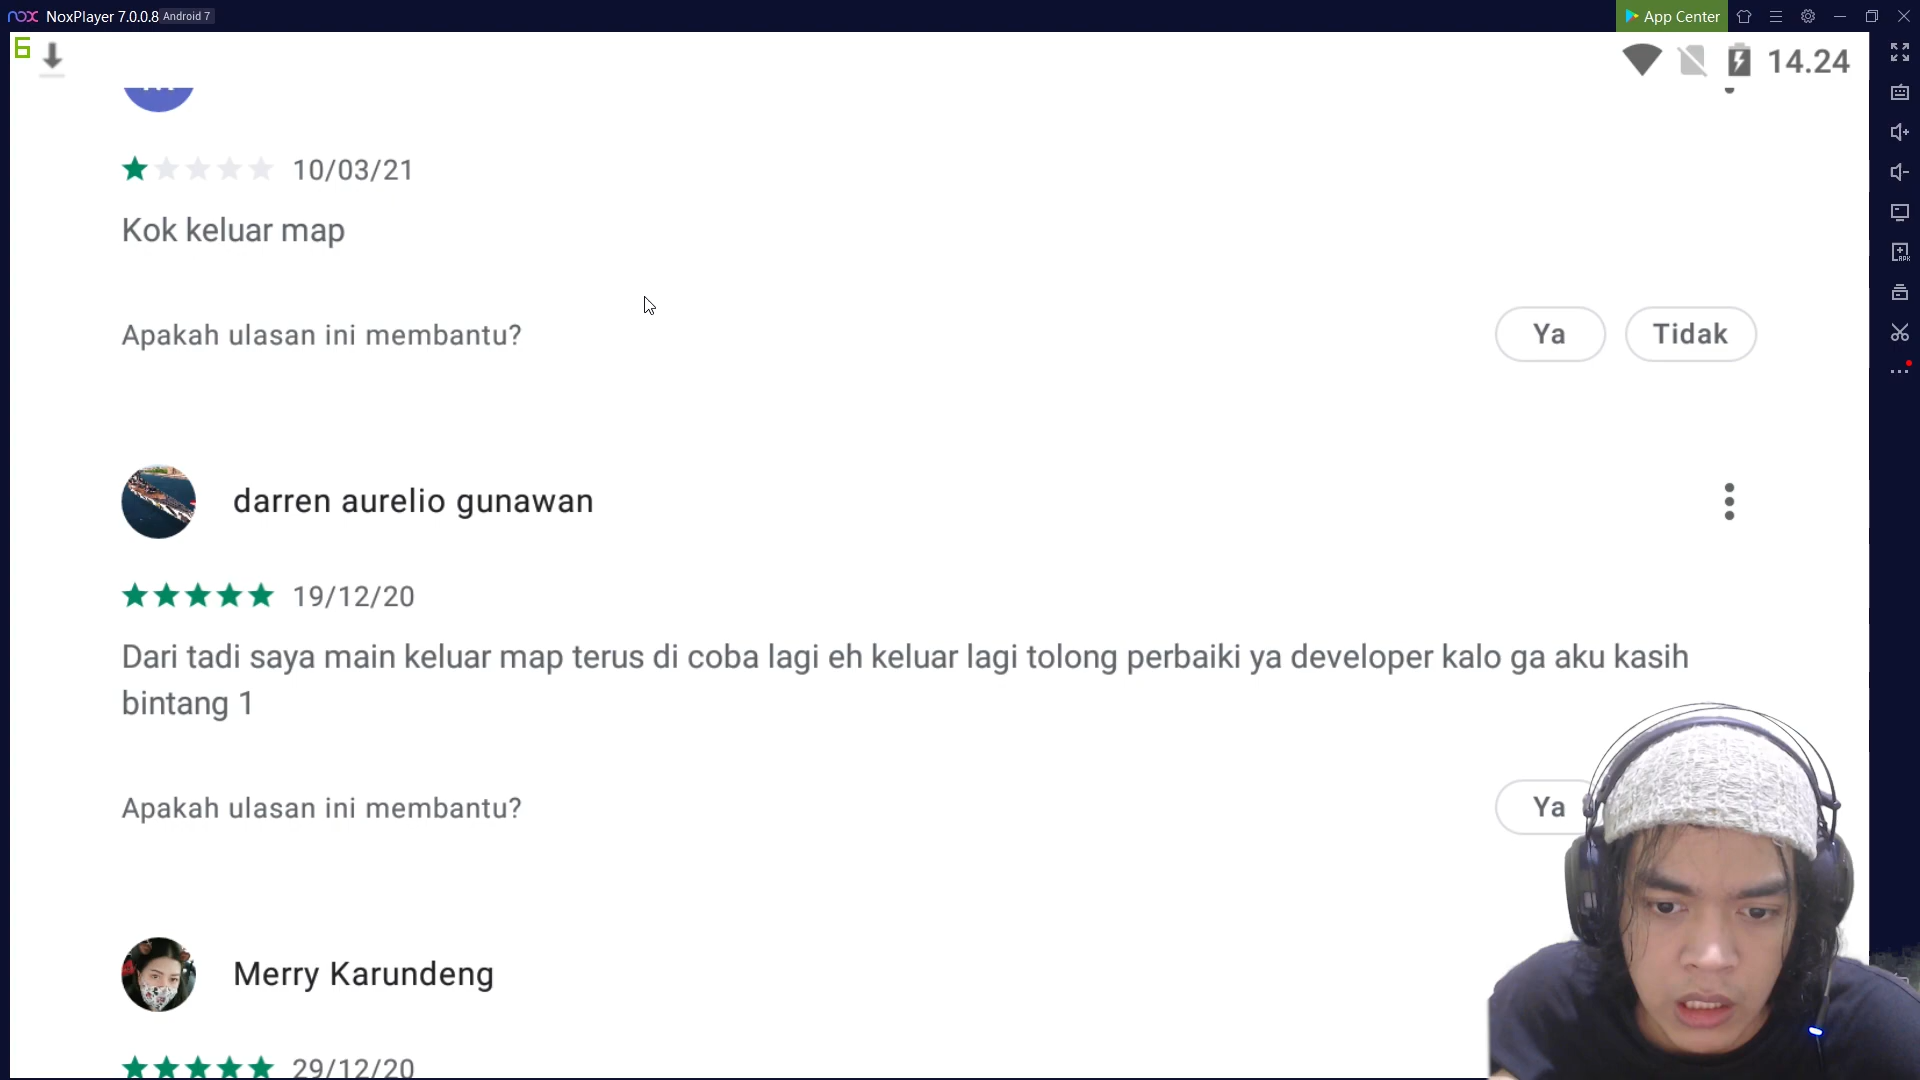 nox NoxPlayer 7.0.0.8 Android 7
App Center
6
14.24
10/03/21
Kok keluar map
Apakah ulasan ini membantu?
Ya
Tidak
darren aurelio gunawan
19/12/20
Dari tadi saya main keluar map terus di coba lagi eh keluar lagi tolong perbaiki ya developer kalo ga aku kasih
bintang 1
Apakah ulasan ini membantu?
Ya
Merry Karundeng
29/12/20